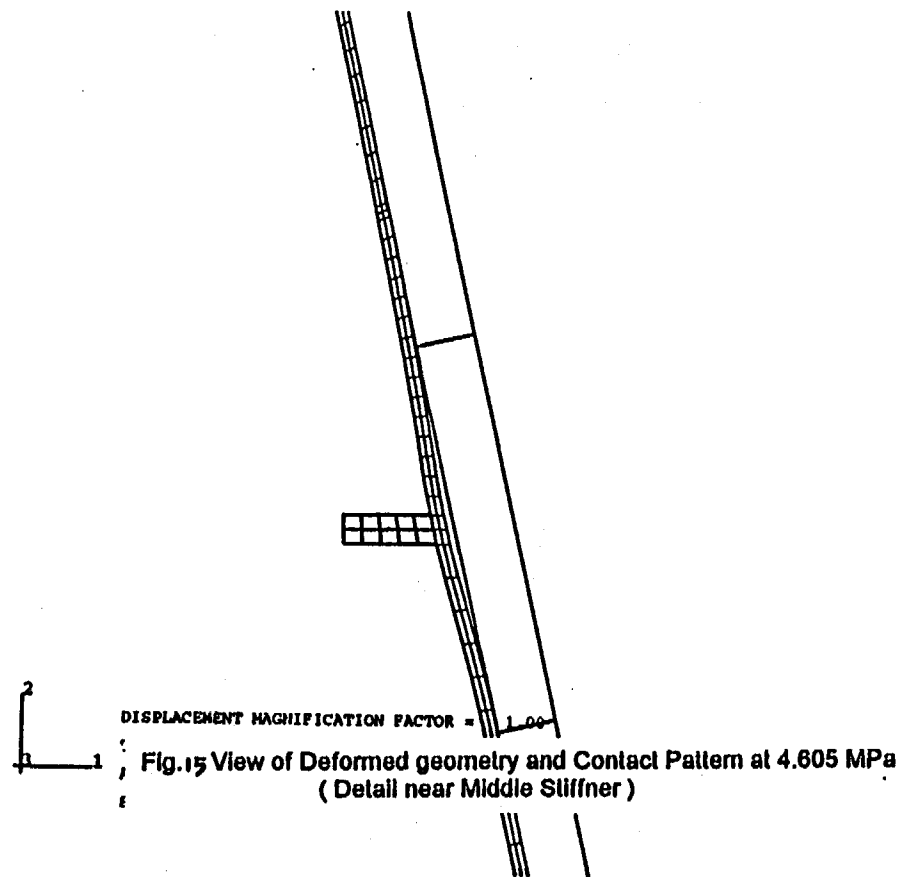 2
DISPLACEMENT MAGNIFICATION FACTOR = 1.00
3 1
Fig.15 View of Deformed geometry and Contact Pattern at 4.605 MPa
( Detail near Middle Stiffner )